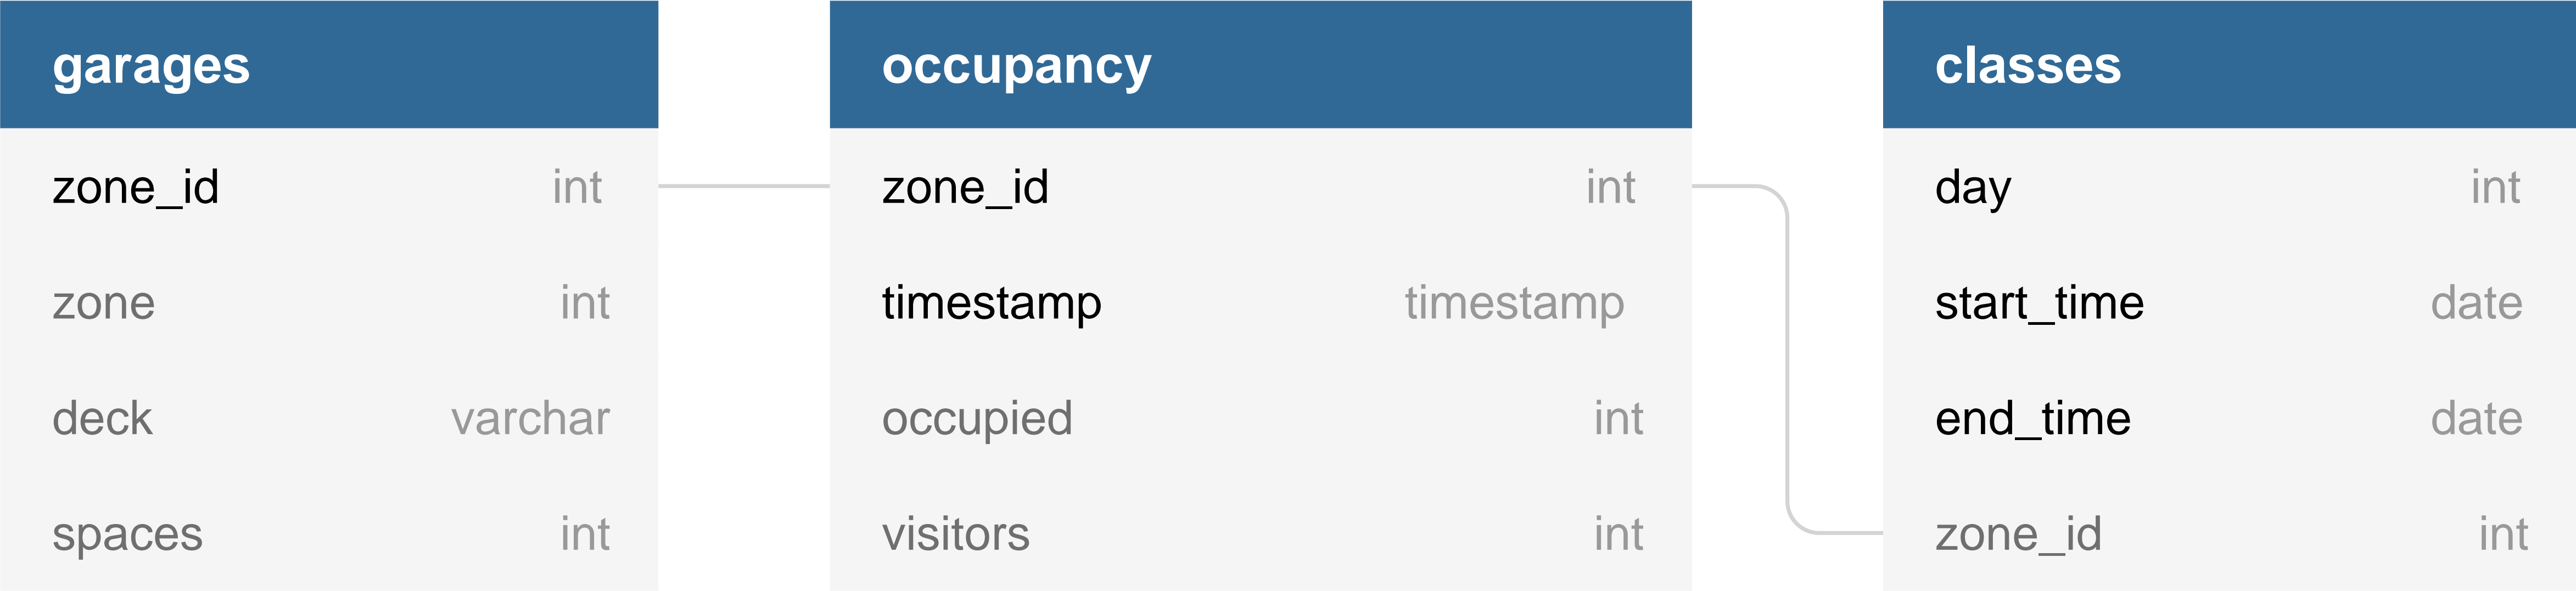 garages
zone_id int
zone int
deck varchar
spaces int
occupancy
zone_id int
timestamp timestamp
occupied int
visitors int
classes
day int
start_time date
end_time date
zone_id int